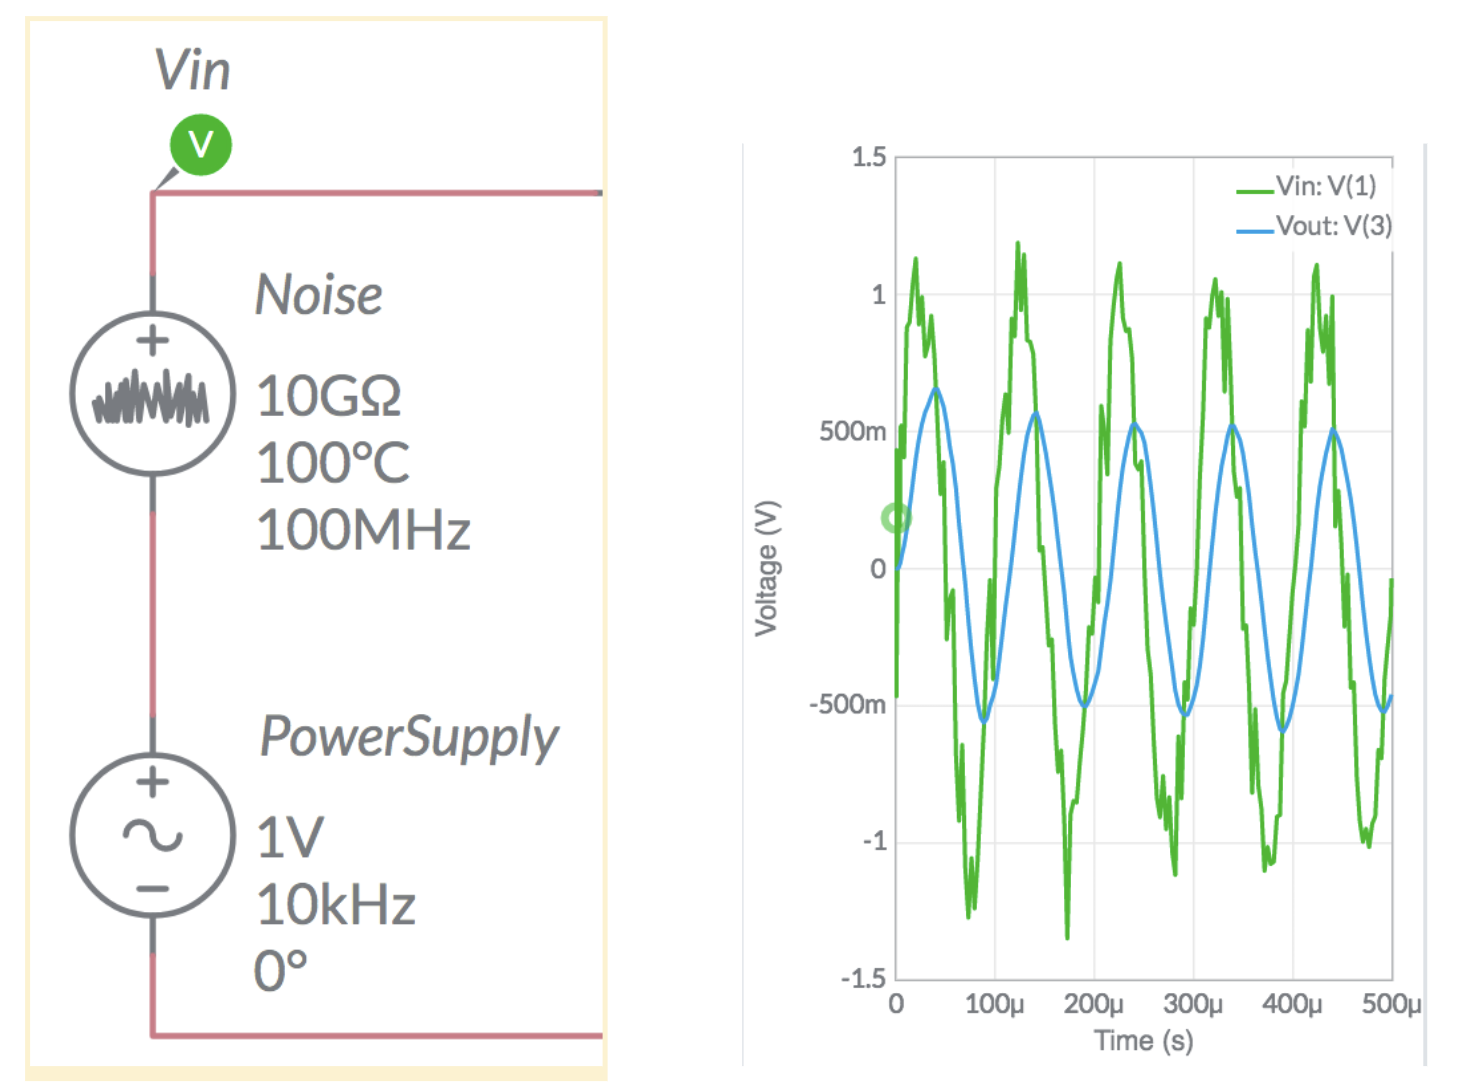 Vin
V
Noise
10GΩ
100°C
100MHz
PowerSupply
1V
10kHz
0°
1.5
1
500m
0
-500m
-1
-1.5
Voltage (V)
Vin: V(1)
Vout: V(3)
0 100µ 200µ 300µ 400µ 500µ
Time (s)